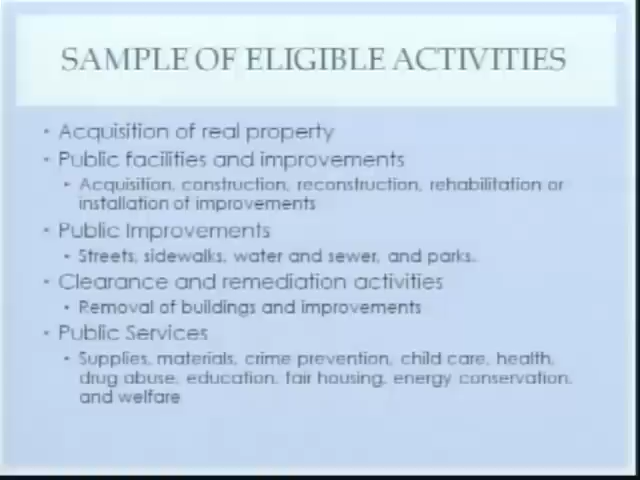 SAMPLE OF ELIGIBLE ACTIVITIES
• Acquisition of real property
• Public facilities and improvements
• Acquisition, construction, reconstruction, rehabilitation or
installation of improvements
• Public Improvements
• Streets, sidewalks, water and sewer, and parks.
• Clearance and remediation activities
• Removal of buildings and improvements
• Public Services
• Supplies, materials, crime prevention, child care, health,
drug abuse, education, fair housing, energy conservation,
and welfare